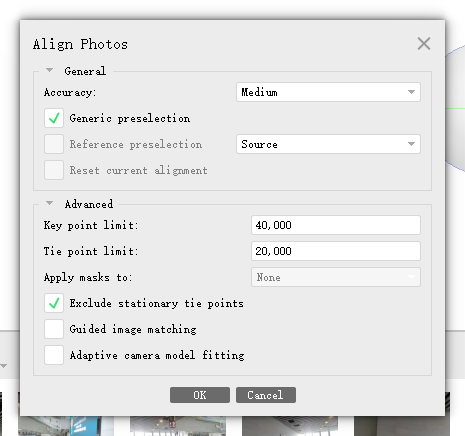 Align Photos
General
Accuracy: Medium
Generic preselection
Reference preselection Source
Reset current alignment
Advanced
Key point limit: 40,000
Tie point limit: 20,000
Apply masks to: None
Exclude stationary tie points
Guided image matching
Adaptive camera model fitting
OK Cancel